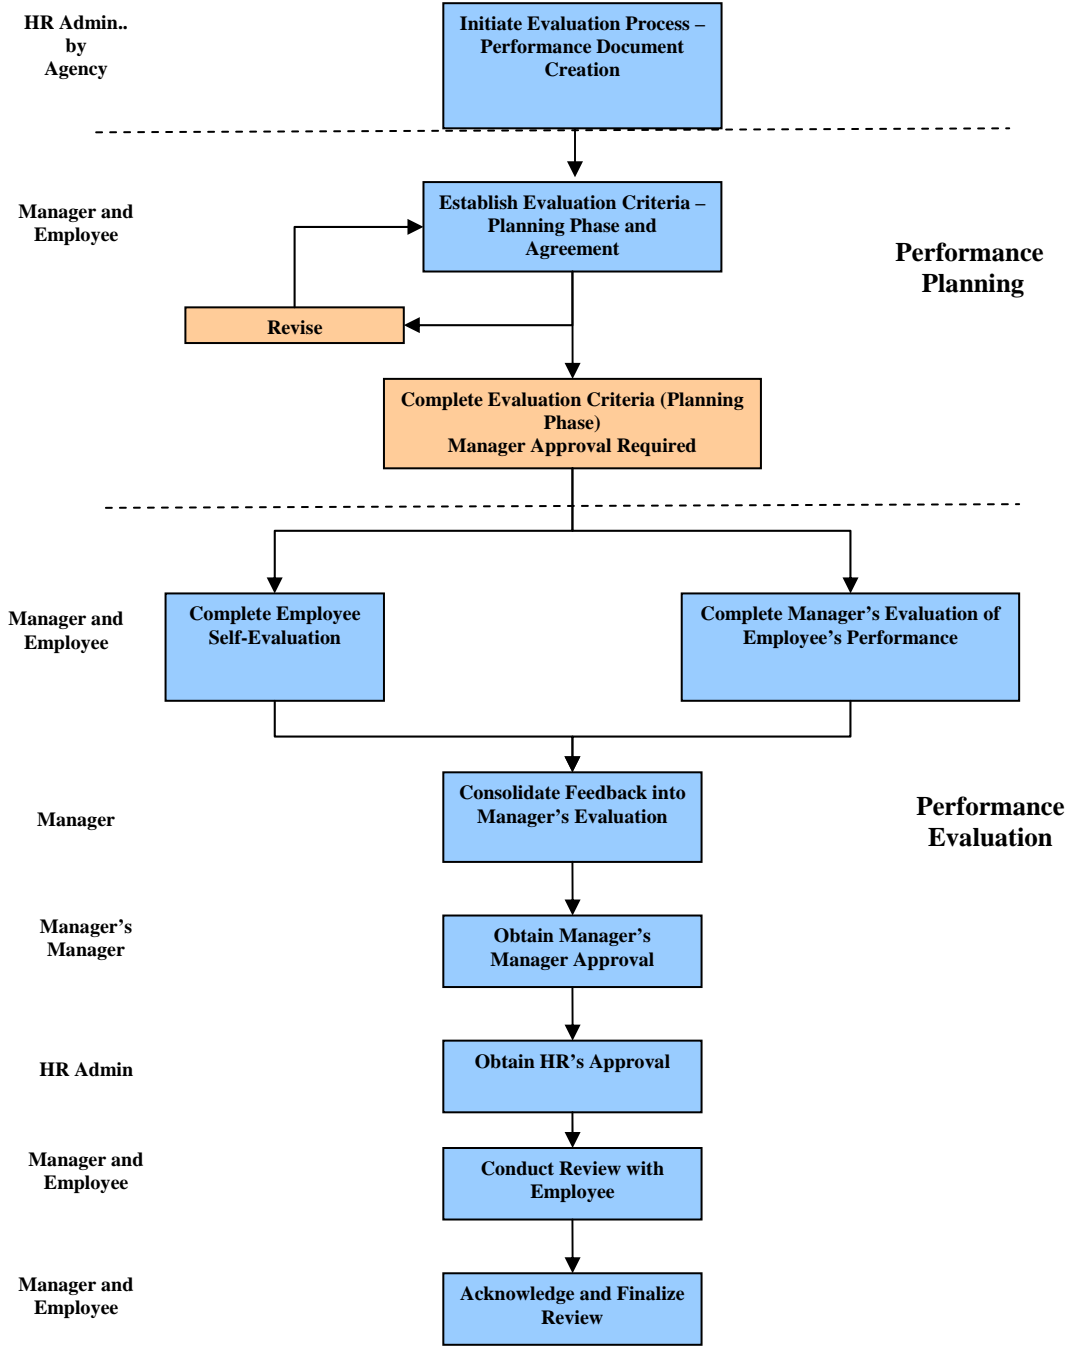 HR Admin..
by
Agency
Initiate Evaluation Process –
Performance Document
Creation
Manager and
Employee
Establish Evaluation Criteria –
Planning Phase and
Agreement
Performance
Planning
Revise
Complete Evaluation Criteria (Planning
Phase)
Manager Approval Required
Manager and
Employee
Complete Employee
Self-Evaluation
Complete Manager’s Evaluation of
Employee’s Performance
Manager
Consolidate Feedback into
Manager’s Evaluation
Performance
Evaluation
Manager’s
Manager
Obtain Manager’s
Manager Approval
HR Admin
Obtain HR’s Approval
Manager and
Employee
Conduct Review with
Employee
Manager and
Employee
Acknowledge and Finalize
Review